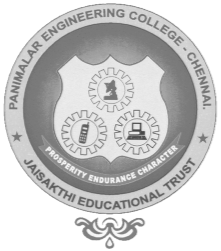 PANIMALAR ENGINEERING COLLEGE - CHENNAI
PROSPERITY ENDURANCE CHARACTER
JAISAKTHI EDUCATIONAL TRUST